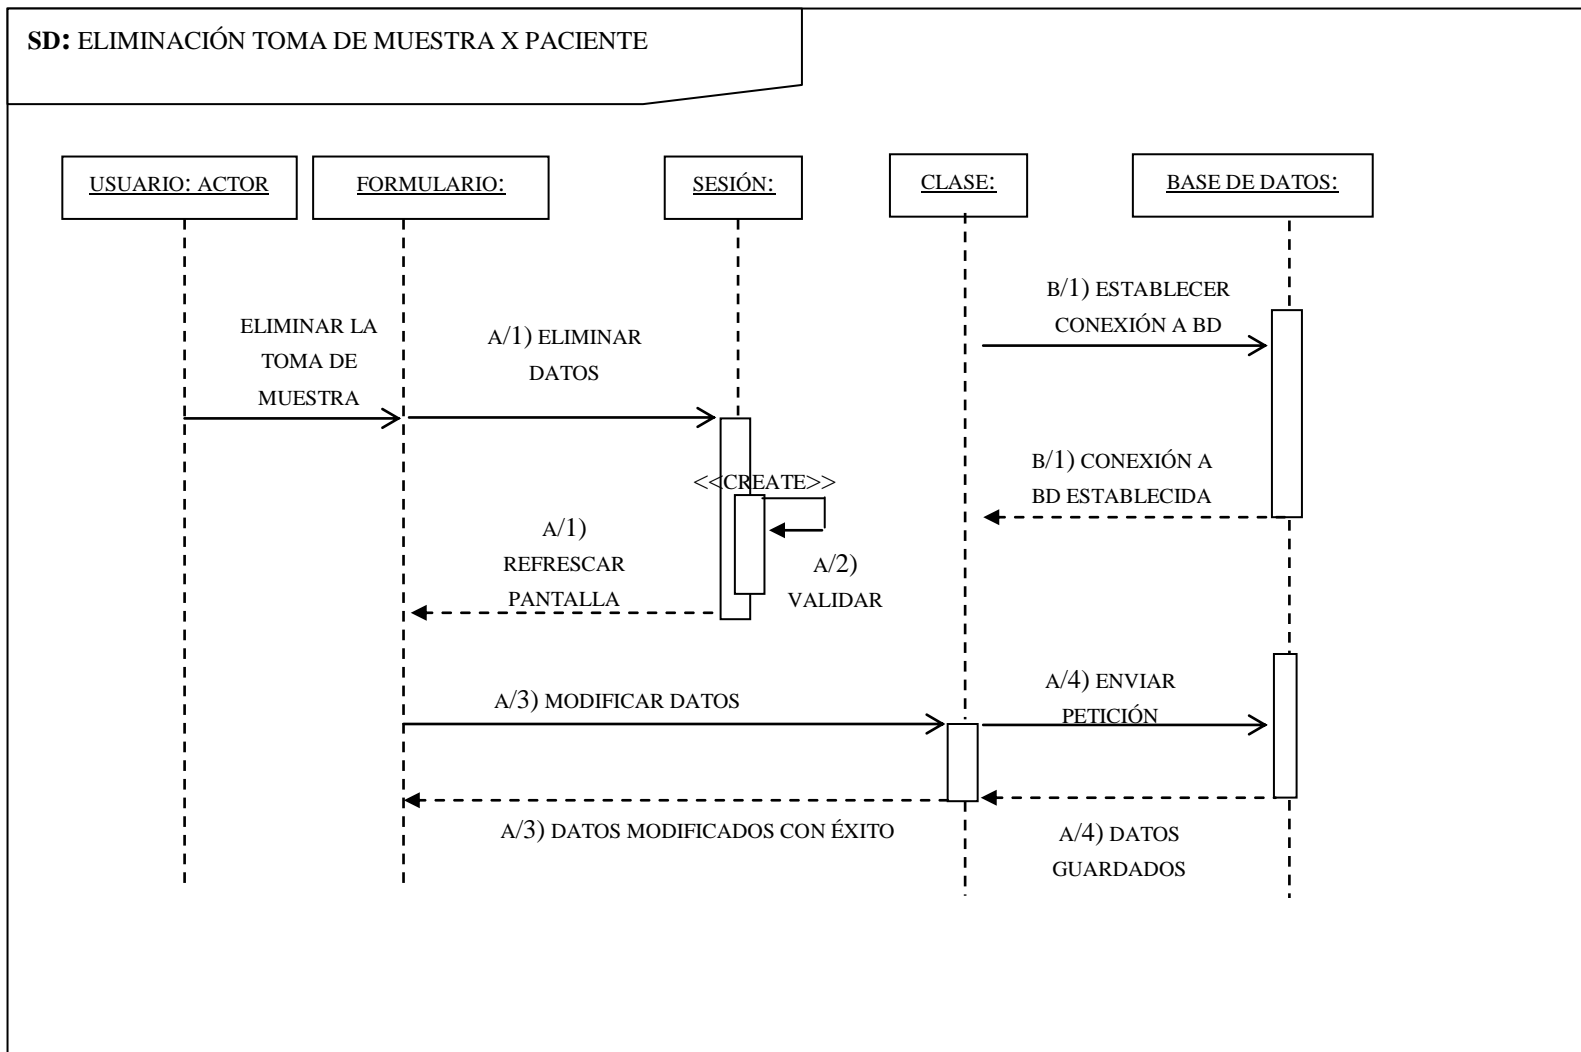 SD: ELIMINACIÓN TOMA DE MUESTRA X PACIENTE
USUARIO: ACTOR
FORMULARIO:
SESIÓN:
CLASE:
BASE DE DATOS:
B/1) ESTABLECER
CONEXIÓN A BD
ELIMINAR LA
TOMA DE
MUESTRA
A/1) ELIMINAR
DATOS
B/1) CONEXIÓN A
BD ESTABLECIDA
<<CREATE>>
A/1)
REFRESCAR
PANTALLA
A/2)
VALIDAR
A/3) MODIFICAR DATOS
A/4) ENVIAR
PETICIÓN
A/3) DATOS MODIFICADOS CON ÉXITO
A/4) DATOS
GUARDADOS